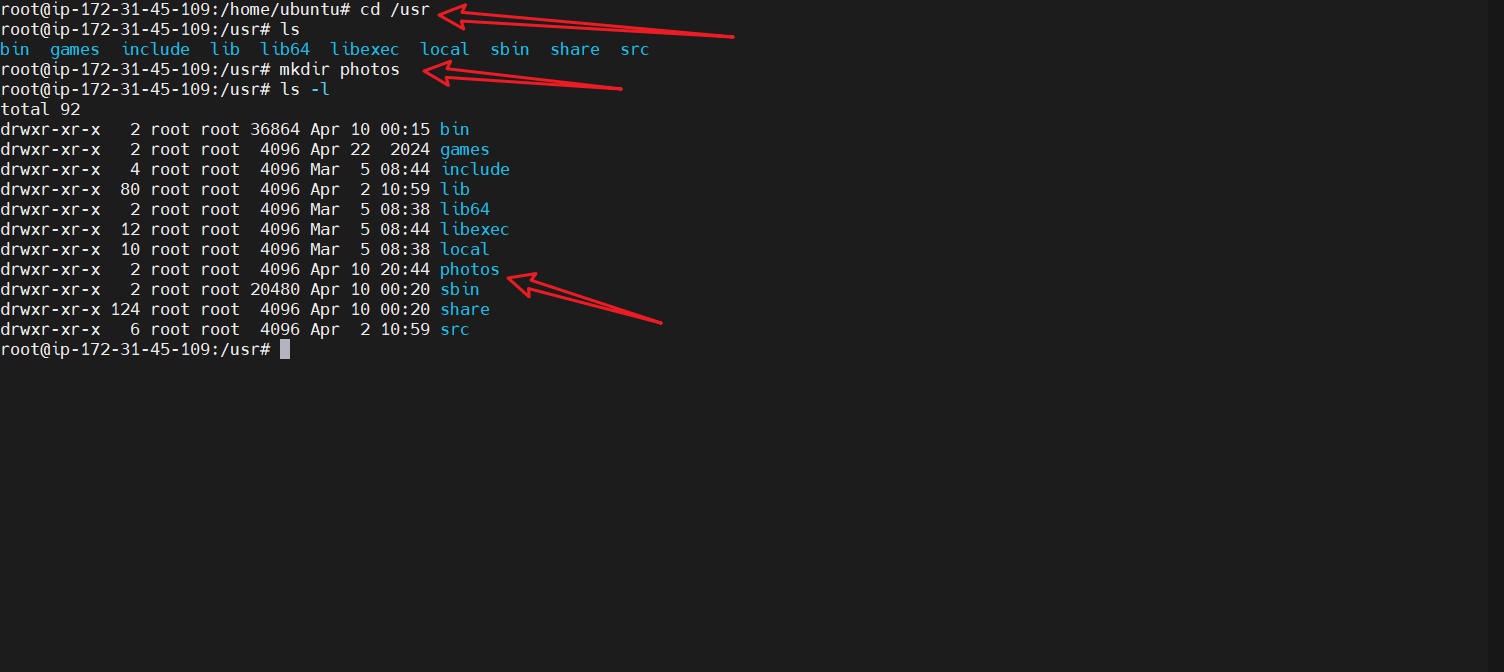 root@ip-172-31-45-109:/home/ubuntu# cd /usr
root@ip-172-31-45-109:/usr# ls
bin  games  include  lib  lib64  libexec  local  sbin  share  src
root@ip-172-31-45-109:/usr# mkdir photos
root@ip-172-31-45-109:/usr# ls -l
total 92
drwxr-xr-x   2 root root 36864 Apr 10 00:15 bin
drwxr-xr-x   2 root root  4096 Apr 22  2024 games
drwxr-xr-x   4 root root  4096 Mar  5 08:44 include
drwxr-xr-x  80 root root  4096 Apr  2 10:59 lib
drwxr-xr-x   2 root root  4096 Mar  5 08:38 lib64
drwxr-xr-x  12 root root  4096 Mar  5 08:44 libexec
drwxr-xr-x  10 root root  4096 Mar  5 08:38 local
drwxr-xr-x   2 root root  4096 Apr 10 20:44 photos
drwxr-xr-x   2 root root 20480 Apr 10 00:20 sbin
drwxr-xr-x 124 root root  4096 Apr 10 00:20 share
drwxr-xr-x   6 root root  4096 Apr  2 10:59 src
root@ip-172-31-45-109:/usr#